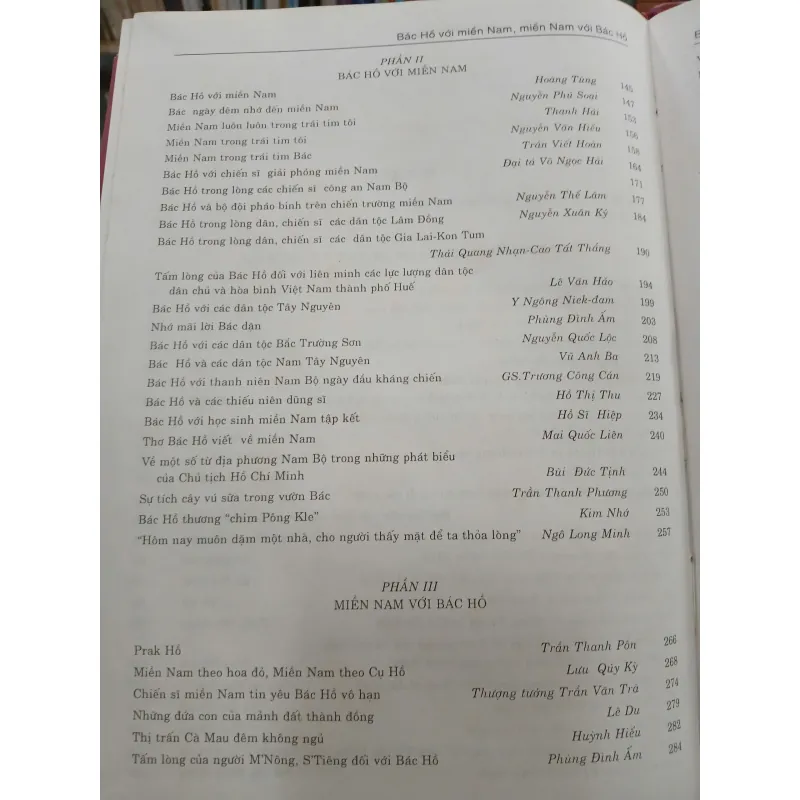 Bác Hồ với miền Nam, miền Nam với Bác Hồ
PHẦN II
BÁC HỒ VỚI MIỀN NAM
Bác Hồ với miền Nam Hoàng Tùng 145
Bác ngày đêm nhớ đến miền Nam Nguyễn Phú Soại 147
Miền Nam luôn luôn trong trái tim tôi Thanh Hải 153
Miền Nam trong trái tim tôi Nguyễn Văn Hiếu 156
Miền Nam trong trái tim Bác Trần Viết Hoàn 158
Bác Hồ với chiến sĩ giải phóng miền Nam Đại tá Võ Ngọc Hải 164
Bác Hồ trong lòng các chiến sĩ công an Nam Bộ 171
Bác Hồ và bộ đội pháo binh trên chiến trường miền Nam Nguyễn Thế Lâm 177
Bác Hồ trong lòng dân, chiến sĩ các dân tộc Lâm Đồng Nguyễn Xuân Ký 184
Bác Hồ trong lòng dân, chiến sĩ các dân tộc Gia Lai-Kon Tum
Thái Quang Nhạn-Cao Tất Thắng 190
Tấm lòng của Bác Hồ đối với liên minh các lực lượng dân tộc
dân chủ và hòa bình Việt Nam thành phố Huế Lê Văn Hảo 194
Bác Hồ với các dân tộc Tây Nguyên Y Ngông Niek-đam 199
Nhớ mãi lời Bác dặn Phùng Đình Ấm 203
Bác Hồ với các dân tộc Bắc Trường Sơn Nguyễn Quốc Lộc 208
Bác Hồ và các dân tộc Nam Tây Nguyên Vũ Anh Ba 213
Bác Hồ với thanh niên Nam Bộ ngày đầu kháng chiến GS.Trương Công Cán 219
Bác Hồ và các thiếu niên dũng sĩ Hồ Thị Thu 227
Bác Hồ với học sinh miền Nam tập kết Hồ Sĩ Hiệp 234
Thơ Bác Hồ viết về miền Nam Mai Quốc Liên 240
Về một số từ địa phương Nam Bộ trong những phát biểu
của Chủ tịch Hồ Chí Minh Bùi Đức Tịnh 244
Sự tích cây vú sữa trong vườn Bác Trần Thanh Phương 250
Bác Hồ thương “chim Pông Kle” Kim Nhớ 253
“Hôm nay muôn dặm một nhà, cho người thấy mặt để ta thỏa lòng” Ngô Long Minh 257
PHẦN III
MIỀN NAM VỚI BÁC HỒ
Prak Hồ Trần Thanh Pôn 266
Miền Nam theo hoa đỏ, Miền Nam theo Cụ Hồ Lưu Qúy Kỳ 268
Chiến sĩ miền Nam tin yêu Bác Hồ vô hạn Thượng tướng Trần Văn Trà 274
Những đứa con của mảnh đất thành đồng Lê Du 279
Thị trấn Cà Mau đêm không ngủ Huỳnh Hiếu 282
Tấm lòng của người M'Nông, S'Tiêng đối với Bác Hồ Phùng Đình Ấm 284